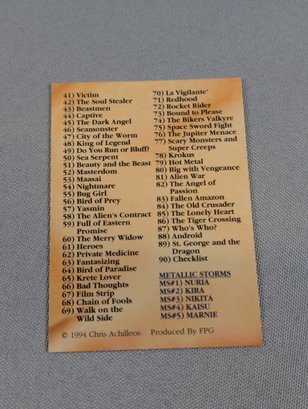 41) Victim
42) The Soul Stealer
43) Beastmen
44) Captive
45) The Dark Angel
46) Seamonster
47) City of the Worm
48) King of Legend
49) Do You Run or Bluff?
50) Sea Serpent
51) Beauty and the Beast
52) Masterdom
53) Maasai
54) Nightmare
55) Bug Girl
56) Bird of Prey
57) Yasmin
58) The Alien's Contract
59) Full of Eastern
Promise
60) The Merry Widow
61) Heroes
62) Private Medicine
63) Fantasizing
64) Bird of Paradise
65) Krete Lover
66) Bad Thoughts
67) Film Strip
68) Chain of Fools
69) Walk on the
Wild Side
70) La Vigilante'
71) Redhood
72) Rocket Rider
73) Bound to Please
74) The Bikers Valkyre
75) Space Sword Fight
76) The Jupiter Menace
77) Scary Monsters and
Super Creeps
78) Krokus
79) Hot Metal
80) Big with Vengeance
81) Alien War
82) The Angel of
Passion
83) Fallen Amazon
84) The Old Crusader
85) The Lonely Heart
86) The Tiger Crossing
87) Who's Who?
88) Android
89) St. George and the
Dragon
90) Checklist
METALLIC STORMS
MS#1) NURIA
MS#2) KIRA
MS#3) NIKITA
MS#4) KAISU
MS#5) MARNIE
© 1994 Chris Achilleos Produced By FPG